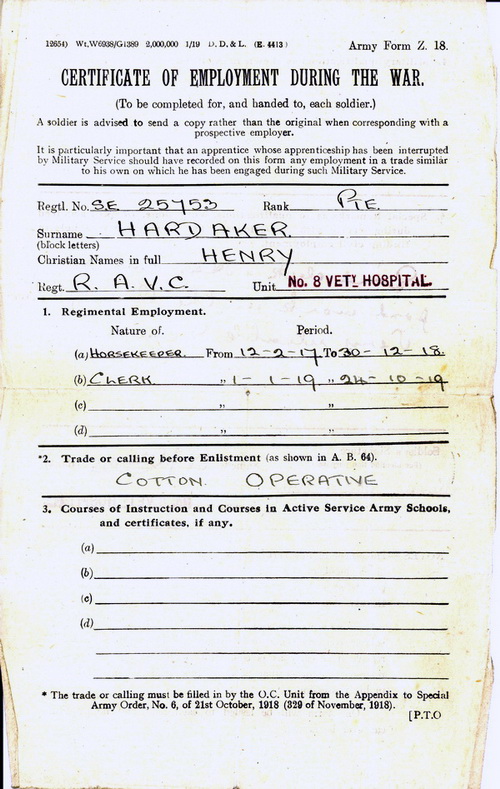 12654) Wt.W6938/G1389 2,000,000 1/19 D. D. & L. (E. 4413)
Army Form Z. 18.
CERTIFICATE OF EMPLOYMENT DURING THE WAR.
(To be completed for, and handed to, each soldier.)
A soldier is advised to send a copy rather than the original when corresponding with a
prospective employer.
It is particularly important that an apprentice whose apprenticeship has been interrupted
by Military Service should have recorded on this form any employment in a trade similar
to his own on which he has been engaged during such Military Service.
Regtl. No. S.E. 25753 Rank PTE.
Surname HARDAKER.
(block letters)
Christian Names in full HENRY
Regt. R. A. V. C. Unit No. 8 VETY HOSPITAL.
1. Regimental Employment.
Nature of. Period.
(a) HORSEKEEPER. From 12-2-17 To 30-12-18.
(b) CLERK. „ 1-1-19 „ 24-10-19
(c) „ „
(d) „ „
*2. Trade or calling before Enlistment (as shown in A. B. 64).
COTTON. OPERATIVE
3. Courses of Instruction and Courses in Active Service Army Schools,
and certificates, if any.
(a)
(b)
(c)
(d)
* The trade or calling must be filled in by the O.C. Unit from the Appendix to Special
Army Order, No. 6, of 21st October, 1918 (329 of November, 1918).
[P.T.O